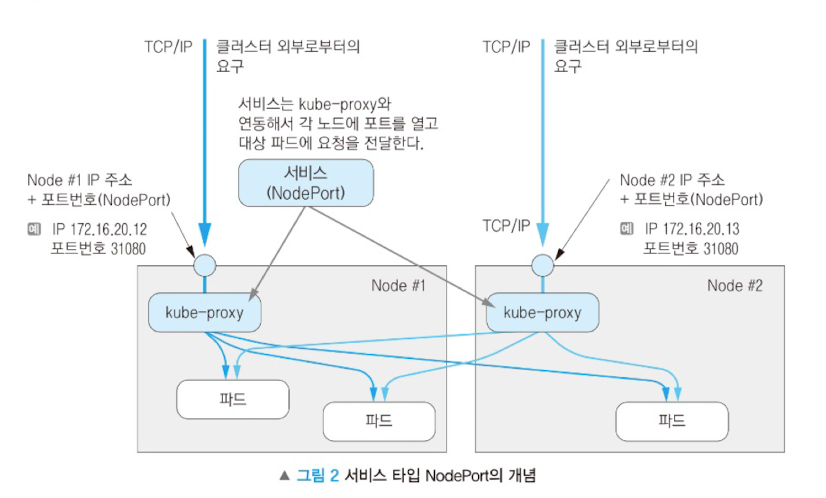 TCP/IP
클러스터 외부로부터의
요구
TCP/IP
클러스터 외부로부터의
요구
서비스는 kube-proxy와
연동해서 각 노드에 포트를 열고
대상 파드에 요청을 전달한다.
서비스
(NodePort)
Node #1 IP 주소
+ 포트번호(NodePort)
예 IP 172.16.20.12
포트번호 31080
Node #2 IP 주소
+ 포트번호(NodePort)
TCP/IP
예 IP 172.16.20.13
포트번호 31080
Node #1
kube-proxy
파드
파드
Node #2
kube-proxy
파드
▲ 그림 2 서비스 타입 NodePort의 개념